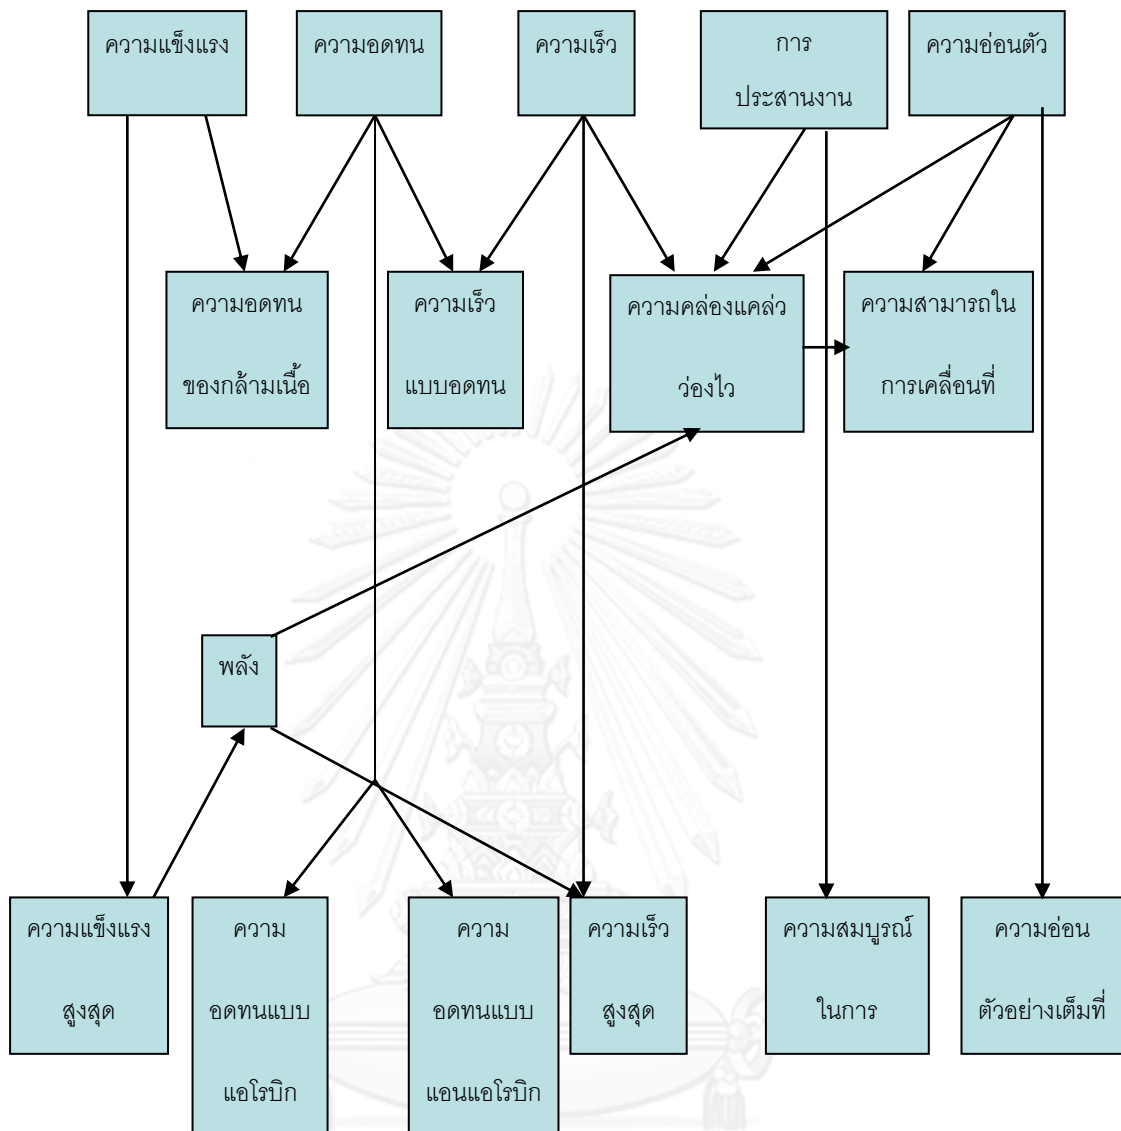 ความแข็งแรง
ความอดทน
ความเร็ว
การ
ประสานงาน
ความอ่อนตัว
ความอดทน
ของกล้ามเนื้อ
ความเร็ว
แบบอดทน
ความคล่องแคล่ว
ว่องไว
ความสามารถใน
การเคลื่อนที่
พลัง
ความแข็งแรง
สูงสุด
ความ
อดทนแบบ
แอโรบิก
ความ
อดทนแบบ
แอนแอโรบิก
ความเร็ว
สูงสุด
ความสมบูรณ์
ในการ
ความอ่อน
ตัวอย่างเต็มที่